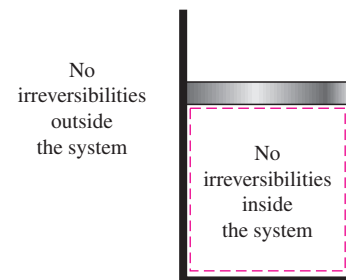 No
irreversibilities
outside
the system
No
irreversibilities
inside
the system